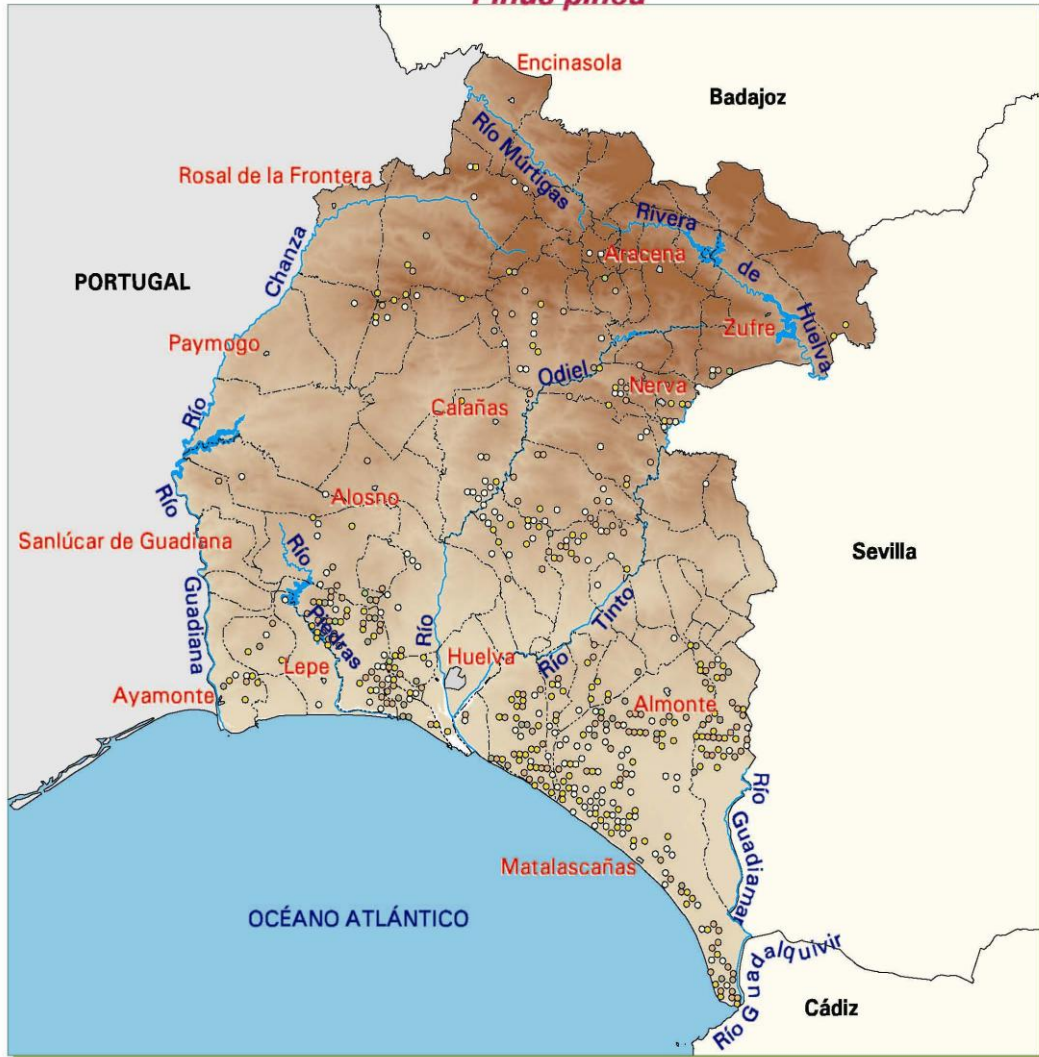 Pinus pinea
Encinasola
Badajoz
Río Múrtigas
Rosal de la Frontera
Rivera de Huelva
Aracena
PORTUGAL
Río Chanza
Zufre
Paymogo
Odiel
Nerva
Calañas
Río
Alosno
Río Guadiana
Sanlúcar de Guadiana
Río Piedras
Sevilla
Río Tinto
Huelva
Lepe
Ayamonte
Almonte
Río Guadiamar
Matalascañas
OCÉANO ATLÁNTICO
Río Guadalquivir
Cádiz